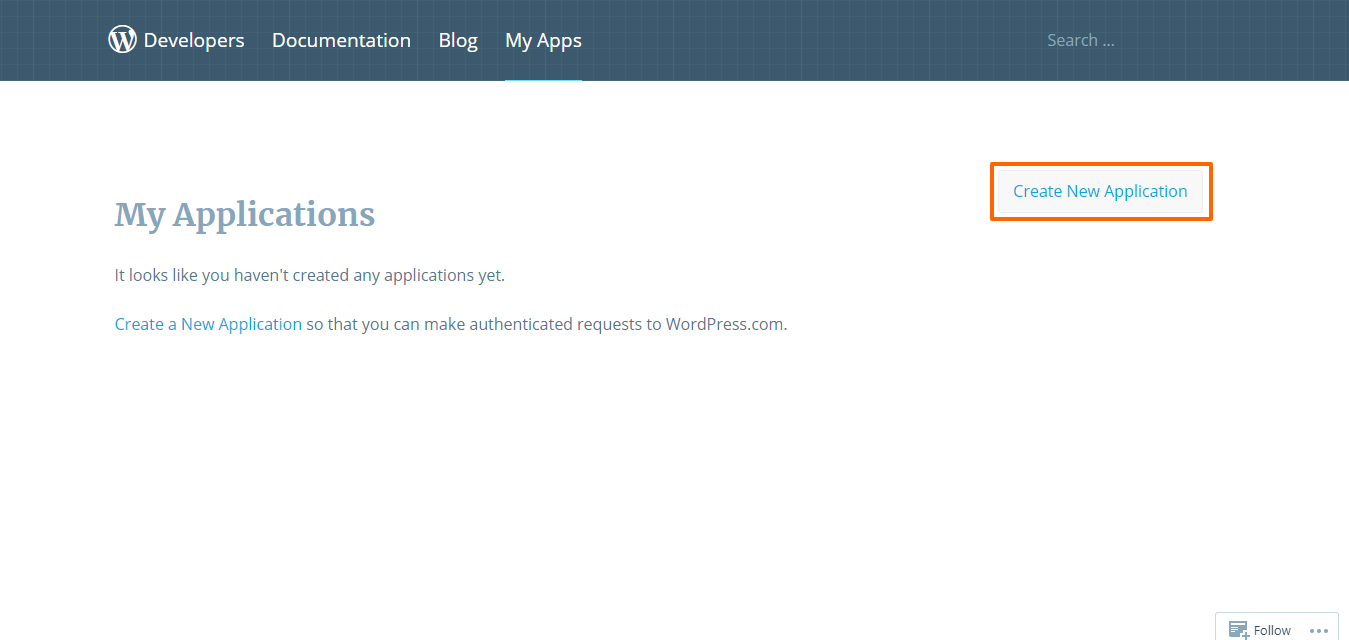 Developers Documentation Blog My Apps Search ...
Create New Application
My Applications
It looks like you haven't created any applications yet.
Create a New Application so that you can make authenticated requests to WordPress.com.
Follow